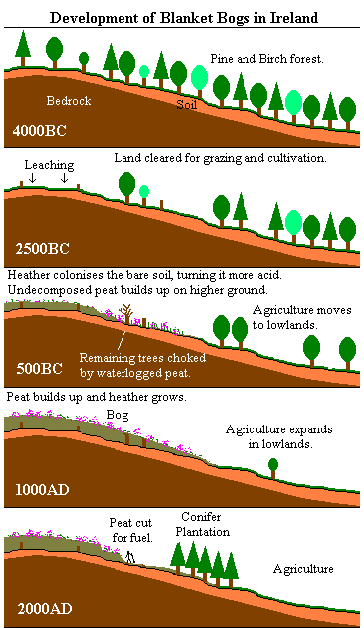 Development of Blanket Bogs in Ireland
Pine and Birch forest.
Bedrock
Soil
4000BC
Land cleared for grazing and cultivation.
Leaching
2500BC
Heather colonises the bare soil, turning it more acid.
Undecomposed peat builds up on higher ground.
Agriculture moves
to lowlands.
Remaining trees choked
by waterlogged peat.
500BC
Peat builds up and heather grows.
Bog
Agriculture expands
in lowlands.
1000AD
Peat cut
for fuel.
Conifer
Plantation
Agriculture
2000AD